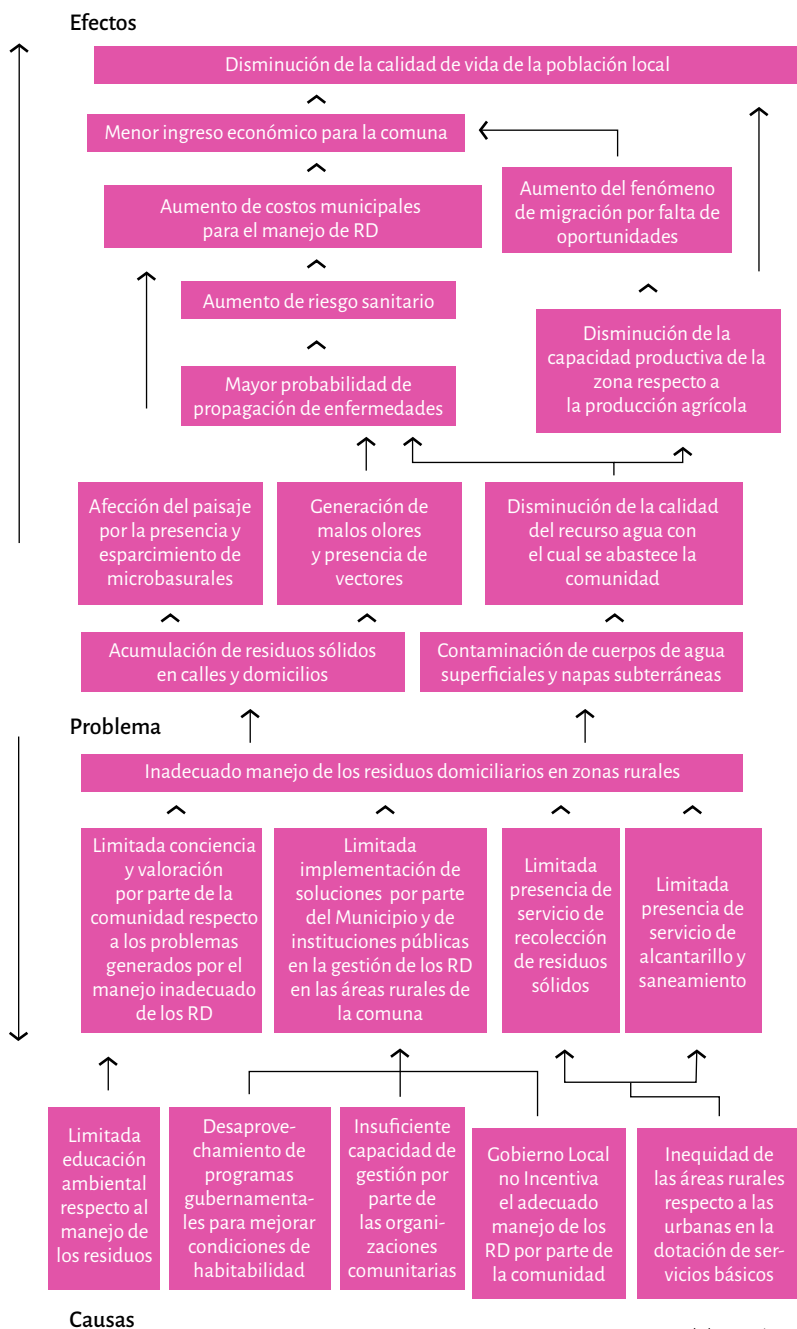 Efectos
Disminución de la calidad de vida de la población local
Menor ingreso económico para la comuna
Aumento de costos municipales
para el manejo de RD
Aumento del fenómeno
de migración por falta de
oportunidades
Aumento de riesgo sanitario
Mayor probabilidad de
propagación de enfermedades
Disminución de la
capacidad productiva de la
zona respecto a
la producción agrícola
Afección del paisaje
por la presencia y
esparcimiento de
microbasurales
Generación de
malos olores
y presencia de
vectores
Disminución de la calidad
del recurso agua con
el cual se abastece la
comunidad
Acumulación de residuos sólidos
en calles y domicilios
Contaminación de cuerpos de agua
superficiales y napas subterráneas
Problema
Inadecuado manejo de los residuos domiciliarios en zonas rurales
Limitada conciencia
y valoración
por parte de la
comunidad respecto
a los problemas
generados por el
manejo inadecuado
de los RD
Limitada
implementación de
soluciones por parte
del Municipio y de
instituciones públicas
en la gestión de los RD
en las áreas rurales de
la comuna
Limitada
presencia de
servicio de
recolección
de residuos
sólidos
Limitada
presencia de
servicio de
alcantarillo y
saneamiento
Limitada
educación
ambiental
respecto al
manejo de
los residuos
Desaprove-
chamiento de
programas
gubernamenta-
les para mejorar
condiciones de
habitabilidad
Insuficiente
capacidad de
gestión por
parte de
las organi-
zaciones
comunitarias
Gobierno Local
no Incentiva
el adecuado
manejo de los
RD por parte de
la comunidad
Inequidad de
las áreas rurales
respecto a las
urbanas en la
dotación de ser-
vicios básicos
Causas